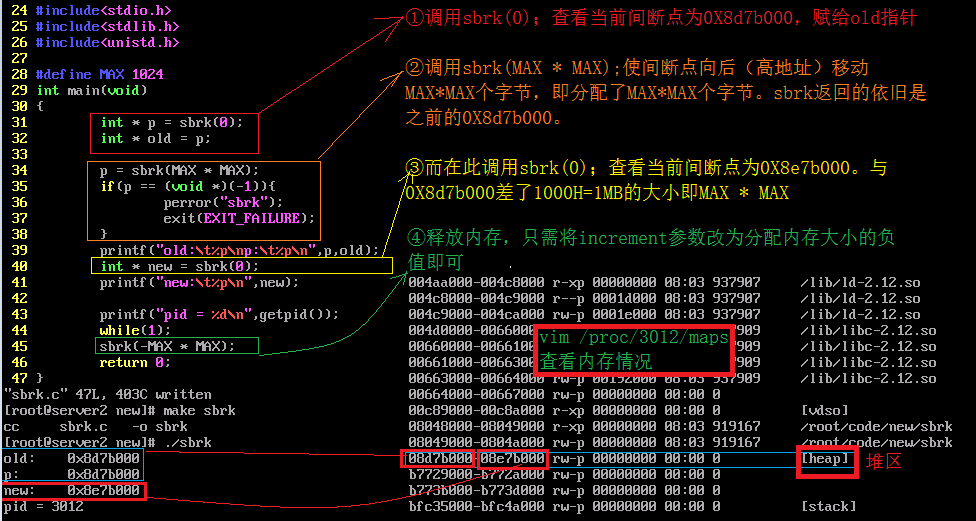 24 #include<stdio.h>
25 #include<stdlib.h>
26 #include<unistd.h>
27
28 #define MAX 1024
29 int main(void)
30 {
31 int * p = sbrk(0);
32 int * old = p;
33
34 p = sbrk(MAX * MAX);
35 if(p == (void *)(-1)){
36 perror("sbrk");
37 exit(EXIT_FAILURE);
38 }
39 printf("old:\t%p\np:\t%p\n",p,old);
40 int * new = sbrk(0);
41 printf("new:\t%p\n",new);
42
43 printf("pid = %d\n",getpid());
44 while(1);
45 sbrk(-MAX * MAX);
46 return 0;
47 }
"sbrk.c" 47L, 403C written
[root@server2 new]# make sbrk
cc sbrk.c -o sbrk
[root@server2 new]# ./sbrk
old: 0x8d7b000
p: 0x8d7b000
new: 0x8e7b000
pid = 3012
①调用sbrk(0);查看当前间断点为0X8d7b000,赋给old指针
②调用sbrk(MAX * MAX);使间断点向后(高地址)移动
MAX*MAX个字节,即分配了MAX*MAX个字节。sbrk返回的依旧是
之前的0X8d7b000。
③而在此调用sbrk(0);查看当前间断点为0X8e7b000。与
0X8d7b000差了1000H=1MB的大小即MAX * MAX
④释放内存,只需将increment参数改为分配内存大小的负
值即可
004aa000-004c8000 r-xp 00000000 08:03 937907 /lib/ld-2.12.so
004c8000-004c9000 r--p 0001d000 08:03 937907 /lib/ld-2.12.so
004c9000-004ca000 rw-p 0001e000 08:03 937907 /lib/ld-2.12.so
004d0000-0066000 7909 /lib/libc-2.12.so
00660000-0066100 7909 /lib/libc-2.12.so
00661000-0066300 7909 /lib/libc-2.12.so
00663000-00664000 rw-p 00192000 08:03 937909 /lib/libc-2.12.so
00664000-00667000 rw-p 00000000 00:00 0
00c89000-00c8a000 r-xp 00000000 00:00 0 [vdso]
08048000-08049000 r-xp 00000000 08:03 919167 /root/code/new/sbrk
08049000-0804a000 rw-p 00000000 08:03 919167 /root/code/new/sbrk
08d7b000-08e7b000 rw-p 00000000 00:00 0 [heap] 堆区
b7729000-b772a000 rw-p 00000000 00:00 0
b773b000-b773d000 rw-p 00000000 00:00 0
bfc35000-bfc4a000 rw-p 00000000 00:00 0 [stack]
vim /proc/3012/maps
查看内存情况